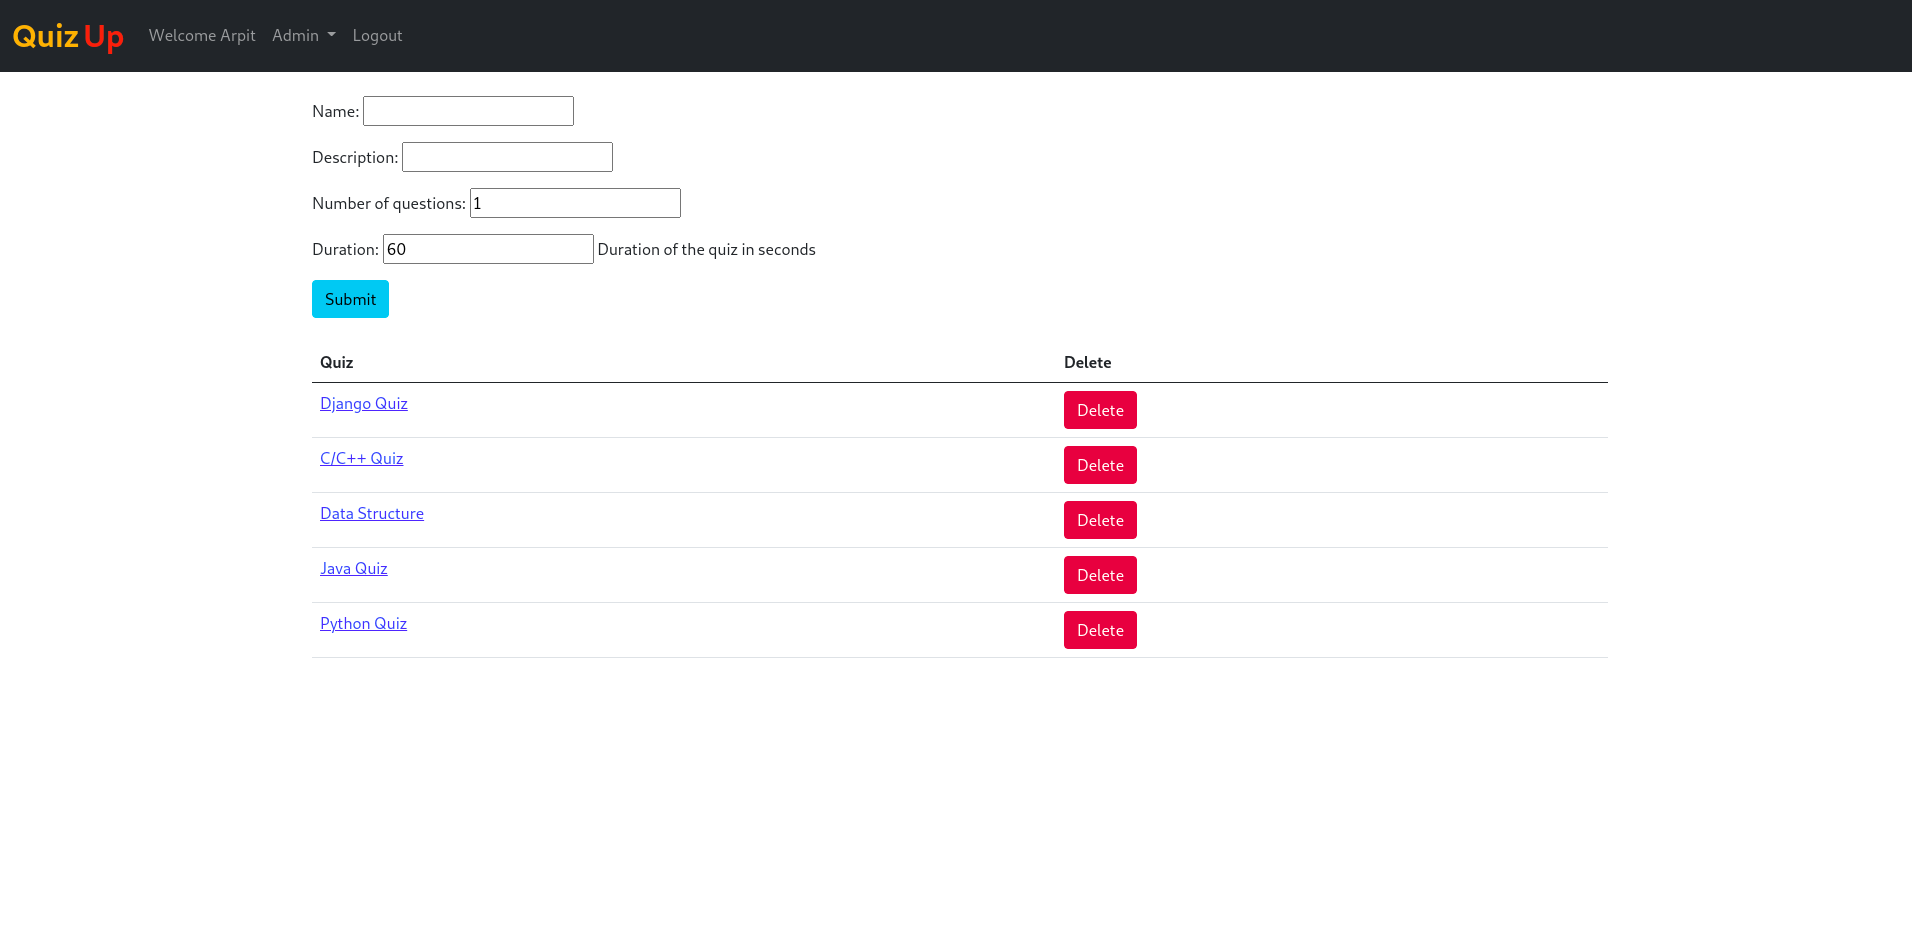 Quiz Up Welcome Arpit Admin Logout
Name:
Description:
Number of questions: 1
Duration: 60 Duration of the quiz in seconds
Submit
Quiz Delete
Django Quiz Delete
C/C++ Quiz Delete
Data Structure Delete
Java Quiz Delete
Python Quiz Delete